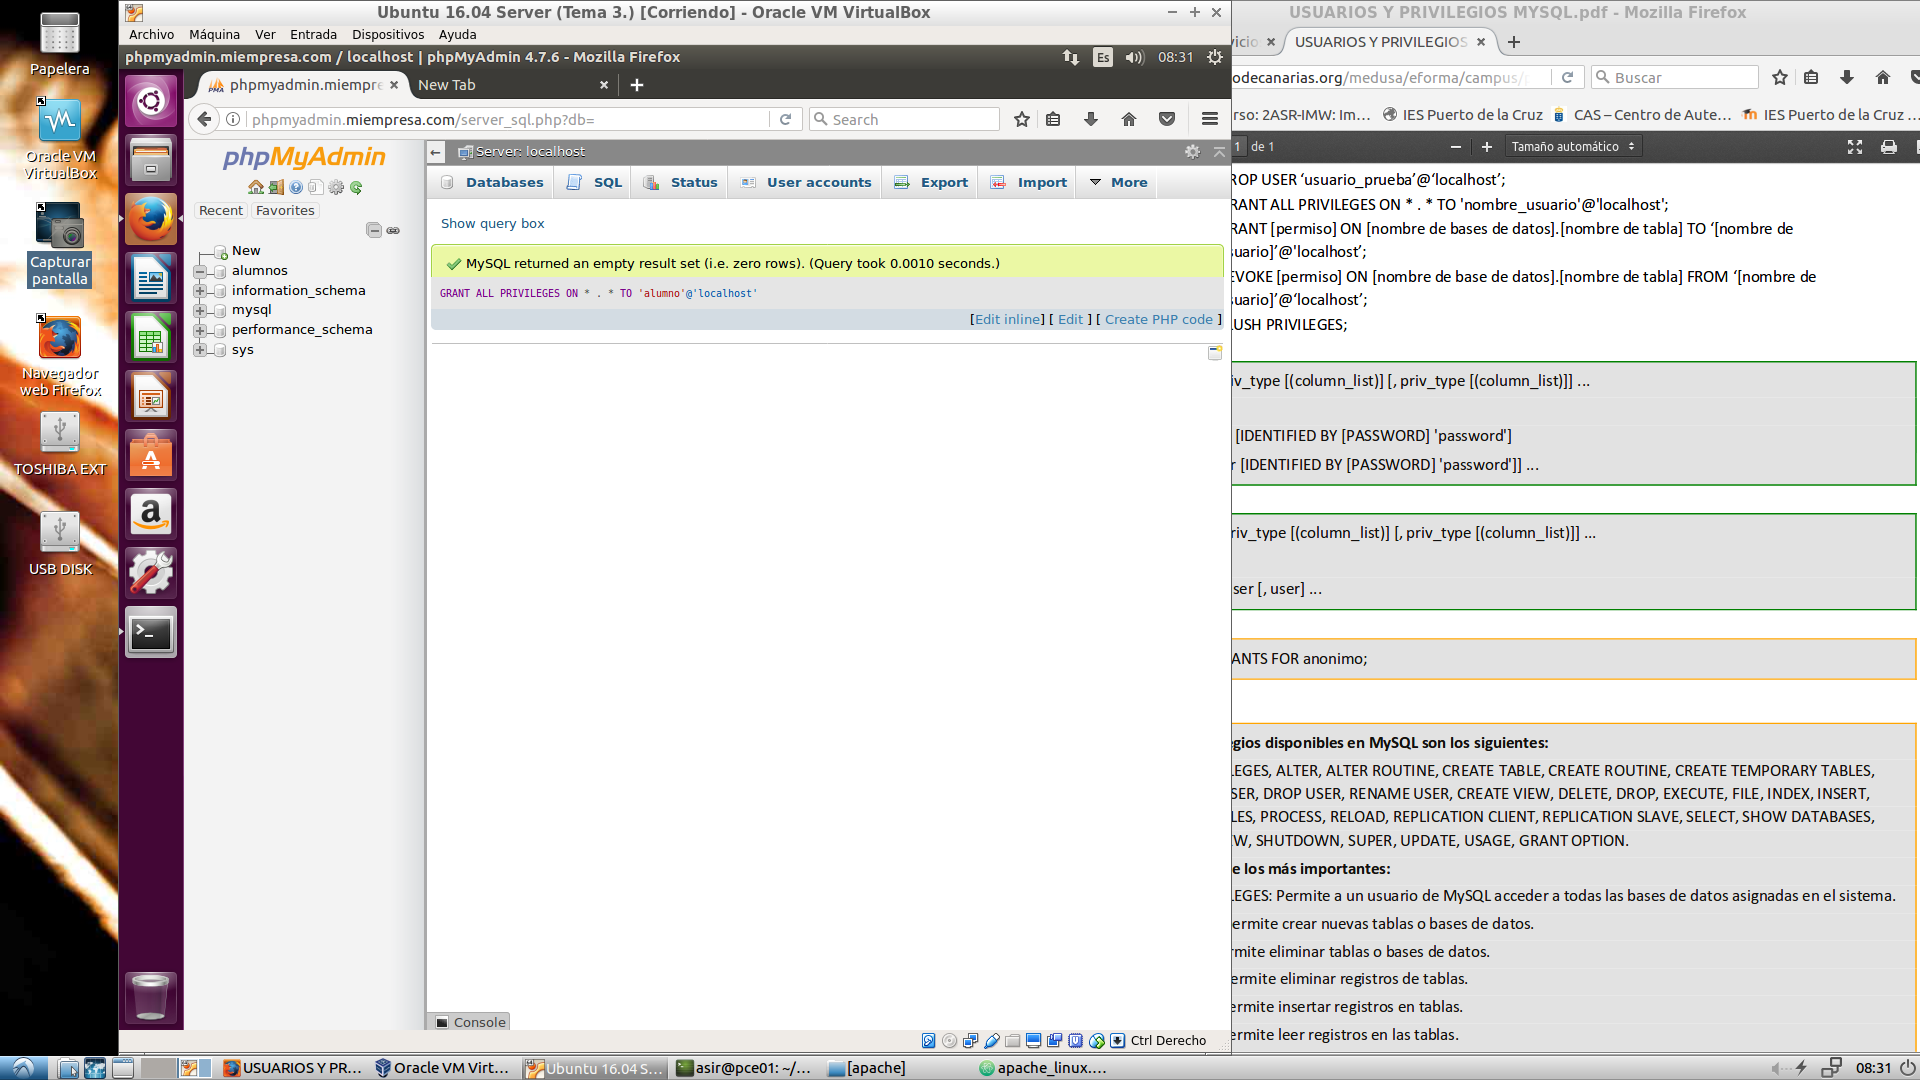 Papelera
Oracle VM
VirtualBox
Capturar
pantalla
Navegador
web Firefox
TOSHIBA EXT
USB DISK
Ubuntu 16.04 Server (Tema 3.) [Corriendo] - Oracle VM VirtualBox
Archivo Máquina Ver Entrada Dispositivos Ayuda
phpmyadmin.miempresa.com / localhost | phpMyAdmin 4.7.6 - Mozilla Firefox
Es 08:31
phpmyadmin.miempre
New Tab
phpmyadmin.miempresa.com/server_sql.php?db=
Search
phpMyAdmin
Recent Favorites
New
alumnos
information_schema
mysql
performance_schema
sys
Server: localhost
Databases SQL Status User accounts Export Import More
Show query box
MySQL returned an empty result set (i.e. zero rows). (Query took 0.0010 seconds.)
GRANT ALL PRIVILEGES ON * . * TO 'alumno'@'localhost'
[Edit inline] [ Edit ] [ Create PHP code ]
Console
Ctrl Derecho
USUARIOS Y PRIVILEGIOS MYSQL.pdf - Mozilla Firefox
vicio
USUARIOS Y PRIVILEGIOS
odecanarias.org/medusa/eforma/campus/
Buscar
rso: 2ASR-IMW: Im... IES Puerto de la Cruz CAS – Centro de Aute... IES Puerto de la Cruz ...
1 de 1 Tamaño automático
ROP USER ‘usuario_prueba’@‘localhost’;
RANT ALL PRIVILEGES ON * . * TO 'nombre_usuario'@'localhost';
RANT [permiso] ON [nombre de bases de datos].[nombre de tabla] TO ‘[nombre de
suario]’@'localhost’;
EVOKE [permiso] ON [nombre de base de datos].[nombre de tabla] FROM ‘[nombre de
suario]’@‘localhost’;
LUSH PRIVILEGES;
riv_type [(column_list)] [, priv_type [(column_list)]] ...
[IDENTIFIED BY [PASSWORD] 'password']
r [IDENTIFIED BY [PASSWORD] 'password']] ...
riv_type [(column_list)] [, priv_type [(column_list)]] ...
ser [, user] ...
ANTS FOR anonimo;
egios disponibles en MySQL son los siguientes:
LEGES, ALTER, ALTER ROUTINE, CREATE TABLE, CREATE ROUTINE, CREATE TEMPORARY TABLES,
SER, DROP USER, RENAME USER, CREATE VIEW, DELETE, DROP, EXECUTE, FILE, INDEX, INSERT,
LES, PROCESS, RELOAD, REPLICATION CLIENT, REPLICATION SLAVE, SELECT, SHOW DATABASES,
W, SHUTDOWN, SUPER, UPDATE, USAGE, GRANT OPTION.
e los más importantes:
LEGES: Permite a un usuario de MySQL acceder a todas las bases de datos asignadas en el sistema.
ermite crear nuevas tablas o bases de datos.
rmite eliminar tablas o bases de datos.
ermite eliminar registros de tablas.
ermite insertar registros en tablas.
ermite leer registros en las tablas.
USUARIOS Y PR... Oracle VM Virt... Ubuntu 16.04 S... asir@pce01: ~/... [apache] apache_linux.... 08:31